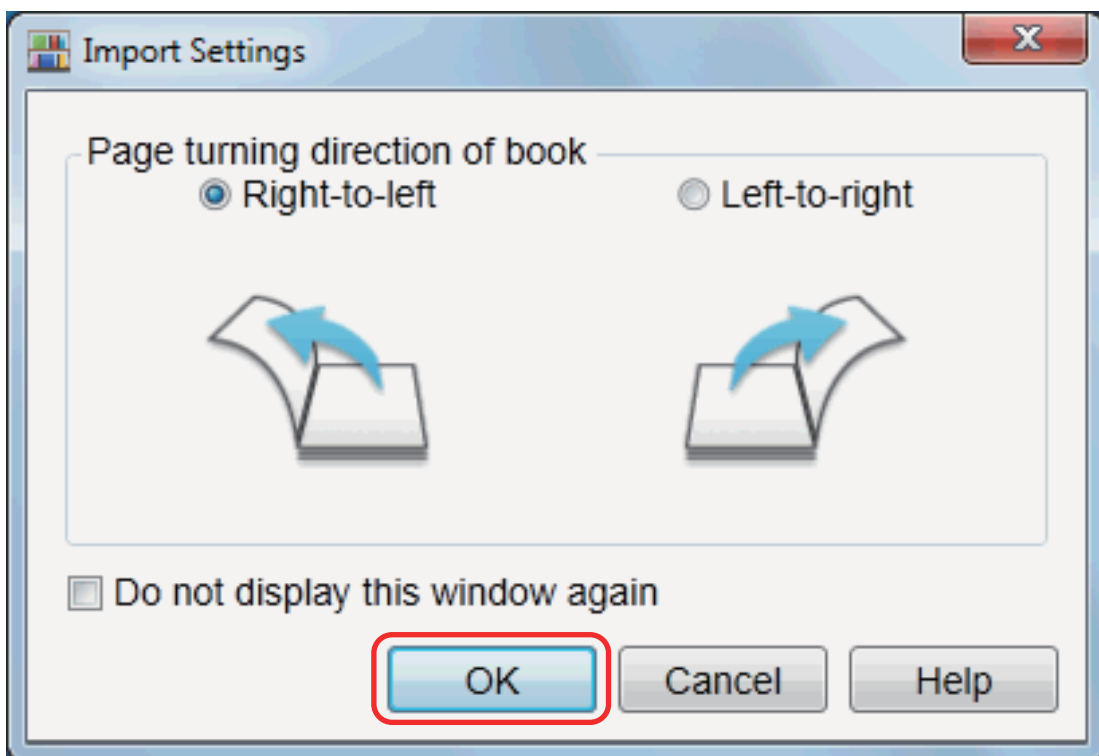 Import Settings
Page turning direction of book
Right-to-left
Left-to-right
Do not display this window again
OK
Cancel
Help